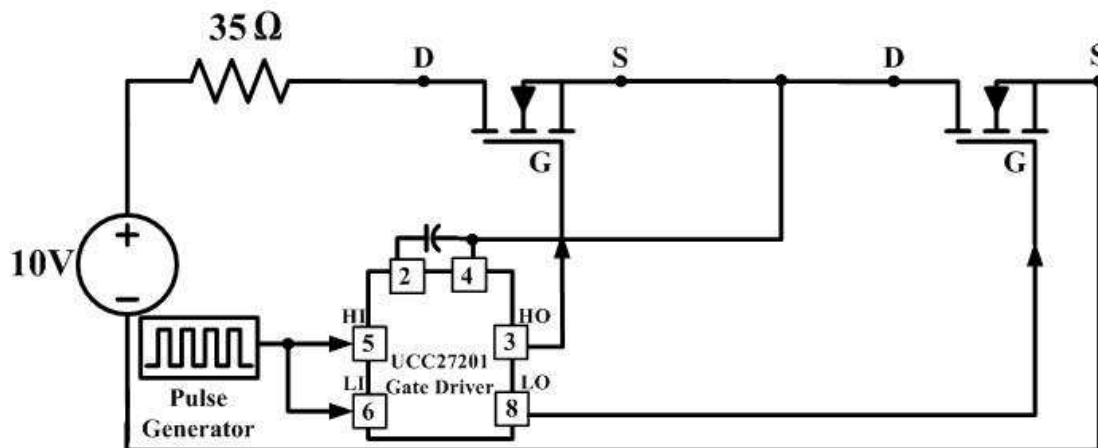 35 Ω
D
S
D
S
G
G
10V
+
−
2
4
HI
HO
5
3
UCC27201
Gate Driver
LI
LO
6
8
Pulse
Generator